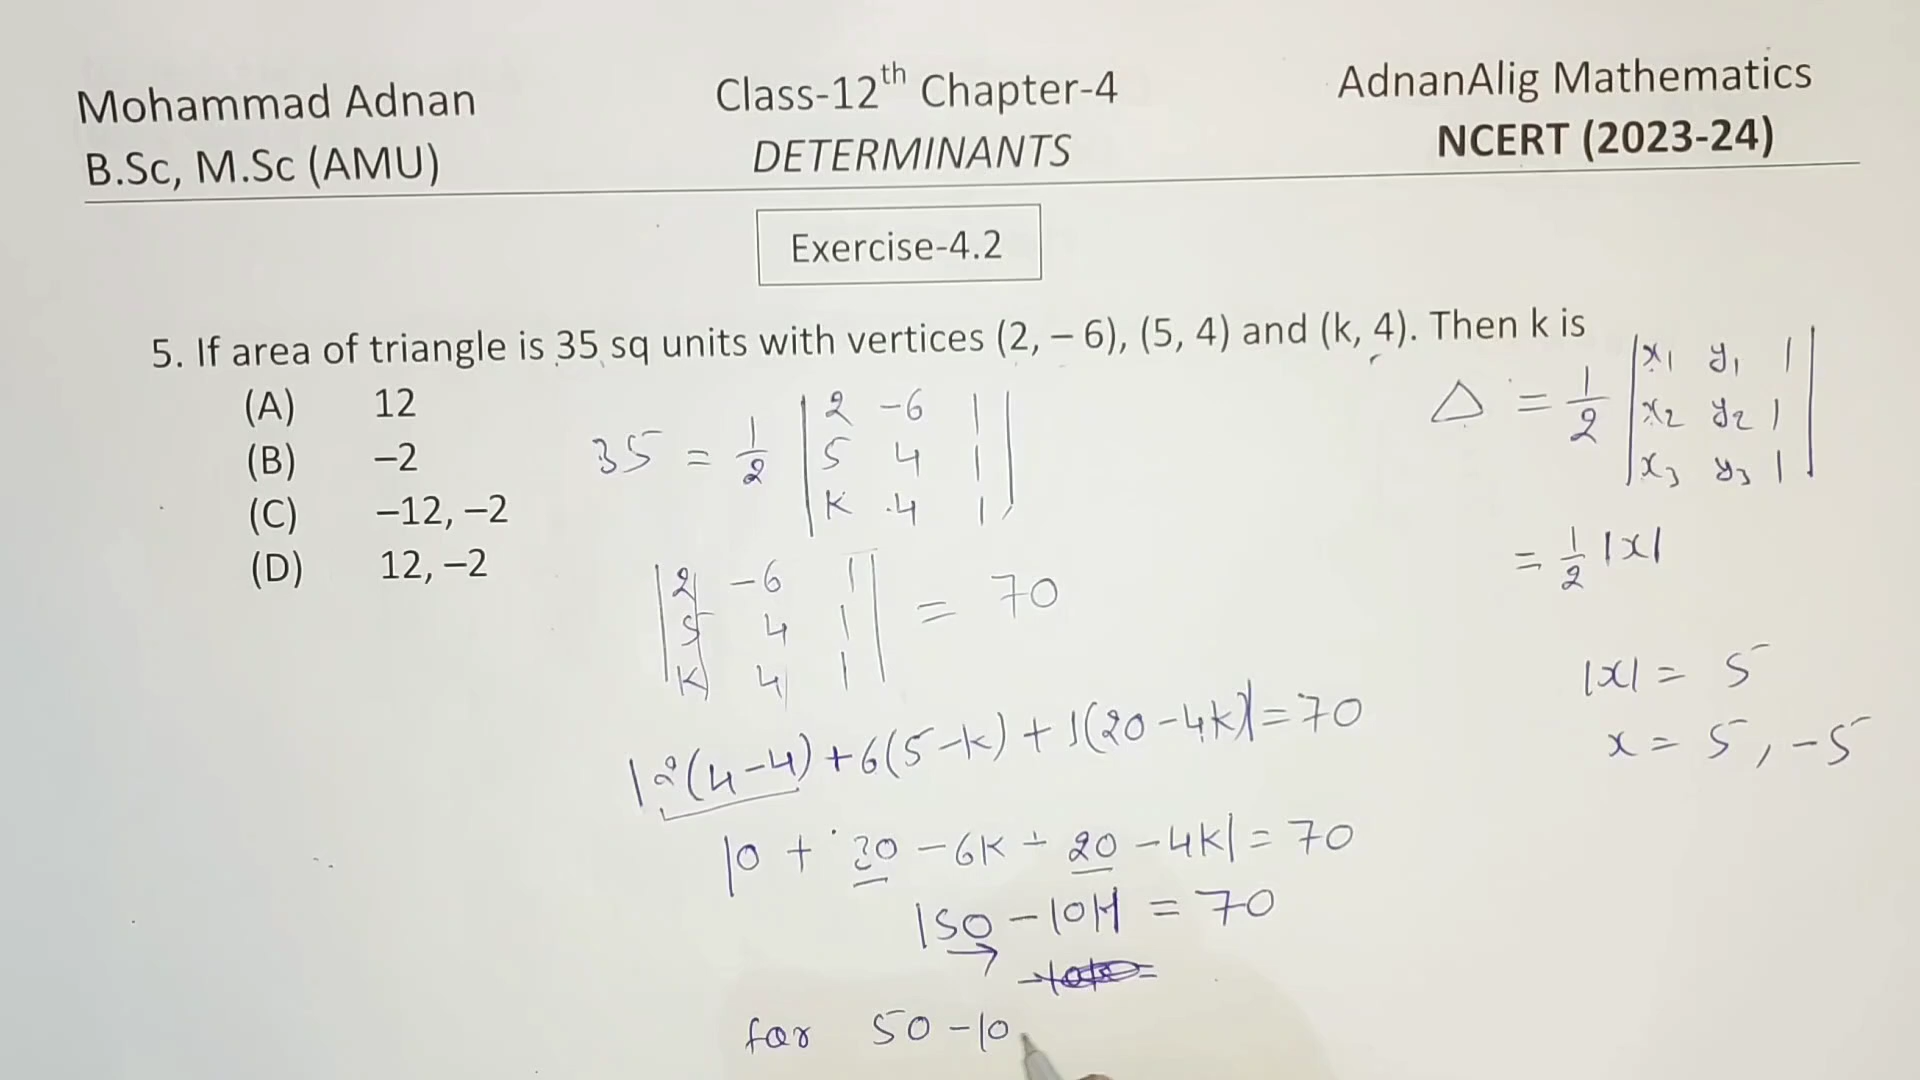 Mohammad Adnan
B.Sc, M.Sc (AMU)
Class-12th Chapter-4
DETERMINANTS
AdnanAlig Mathematics
NCERT (2023-24)
Exercise-4.2
5. If area of triangle is 35 sq units with vertices (2, – 6), (5, 4) and (k, 4). Then k is
(A) 12
(B) –2
(C) –12, –2
(D) 12, –2
35 = 1/2 | 2 -6 1 |
| 5 4 1 |
| K 4 1 |
| 2 -6 1 |
| 5 4 1 | = 70
| K 4 1 |
|2(4-4)+6(5-k)+1(20-4k)|=70
|0 + 30 - 6K + 20 - 4K| = 70
|50 - 10K| = 70
for 50 - 10
Δ = 1/2 | x1 y1 1 |
| x2 y2 1 |
| x3 y3 1 |
= 1/2 |x|
|x| = 5
x = 5, -5